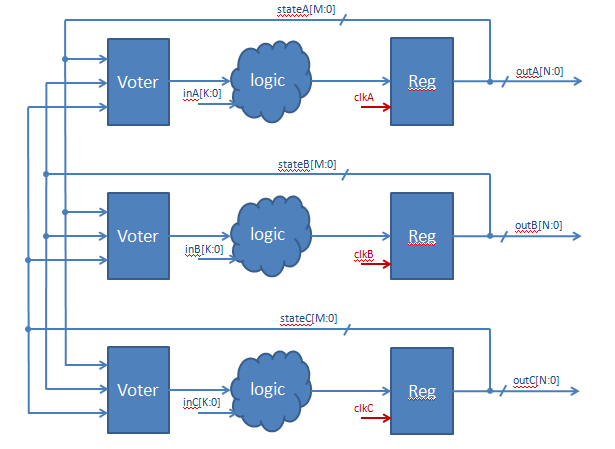 stateA[M:0]
Voter
inA[K:0]
logic
clkA
Reg
outA[N:0]
stateB[M:0]
Voter
inB[K:0]
logic
clkB
Reg
outB[N:0]
stateC[M:0]
Voter
inC[K:0]
logic
clkC
Reg
outC[N:0]